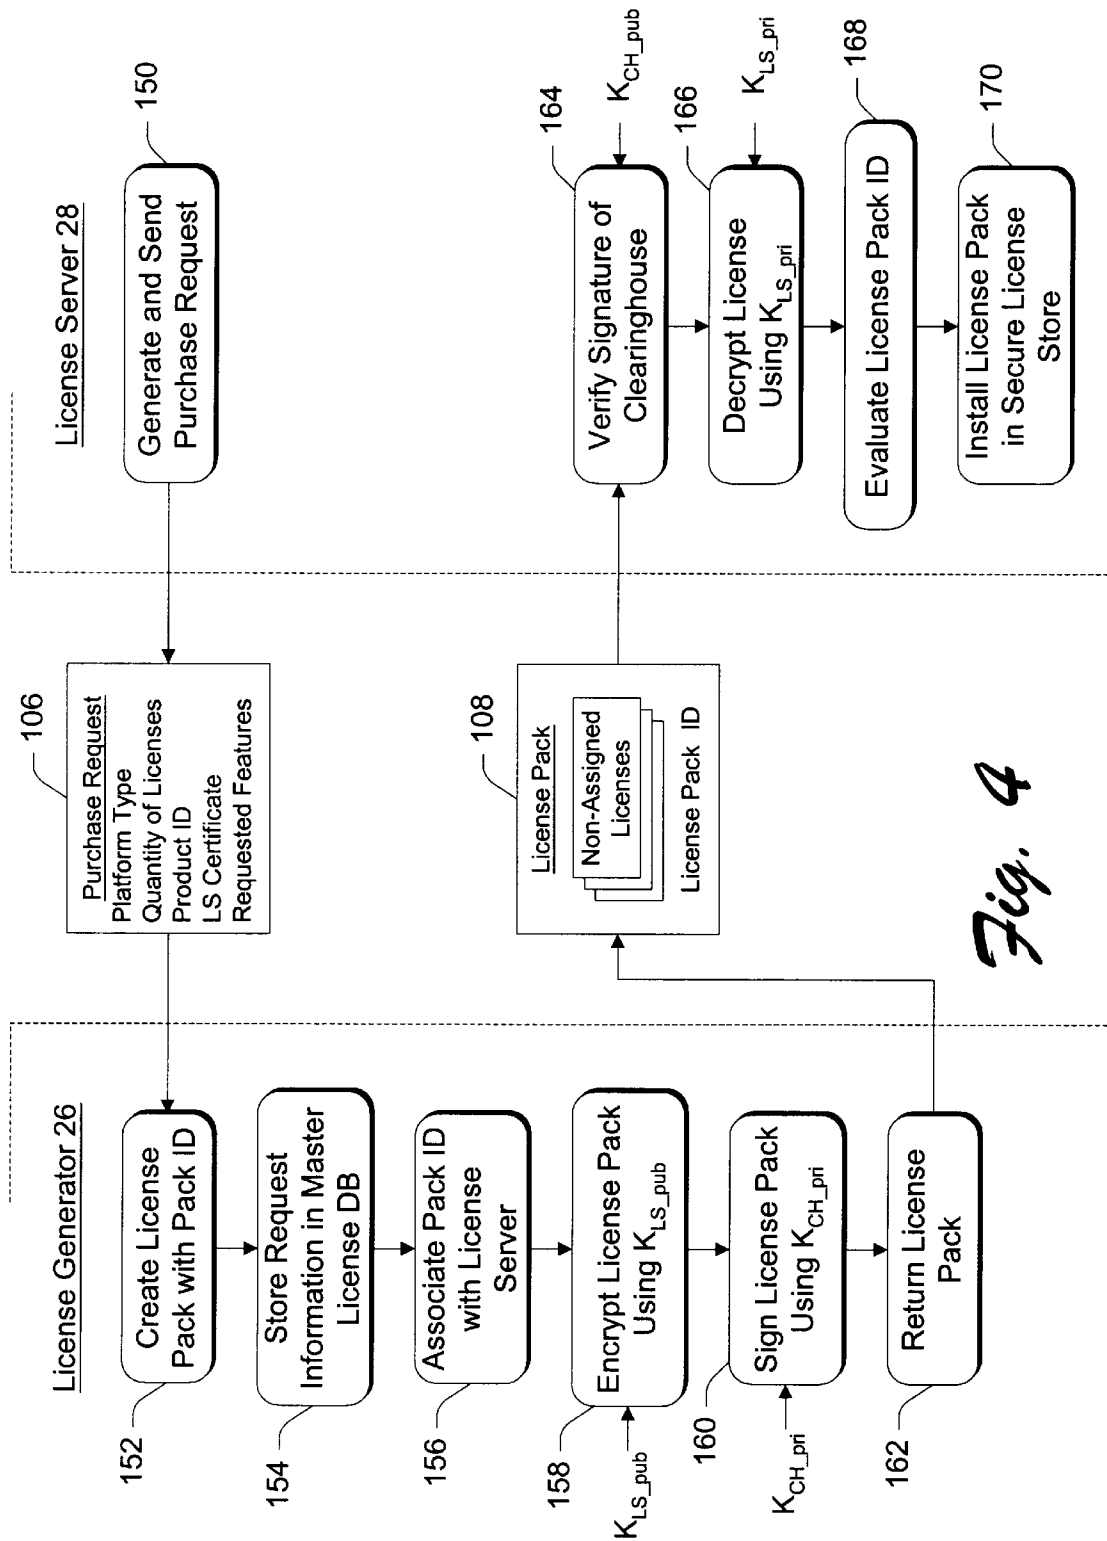 License Generator 26
License Server 28
152
Create License
Pack with Pack ID
154
Store Request
Information in Master
License DB
156
Associate Pack ID
with License
Server
158
Encrypt License Pack
Using K_LS_pub
K_LS_pub
160
Sign License Pack
Using K_CH_pri
K_CH_pri
162
Return License
Pack
106
Purchase Request
Platform Type
Quantity of Licenses
Product ID
LS Certificate
Requested Features
108
License Pack
Non-Assigned
Licenses
License Pack ID
150
Generate and Send
Purchase Request
164
Verify Signature of
Clearinghouse
K_CH_pub
166
Decrypt License
Using K_LS_pri
K_LS_pri
168
Evaluate License Pack ID
170
Install License Pack
in Secure License
Store
Fig. 4